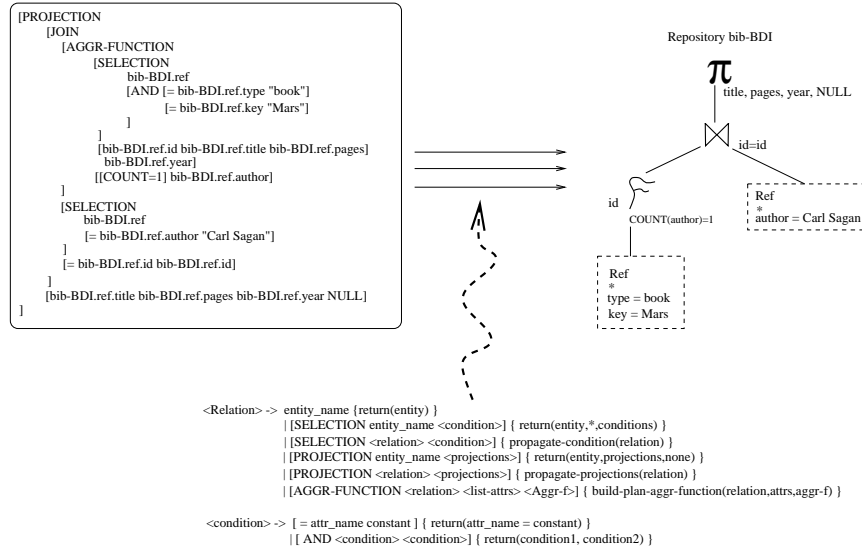 [PROJECTION
[JOIN
[AGGR-FUNCTION
[SELECTION
bib-BDI.ref
[AND [= bib-BDI.ref.type "book"]
[= bib-BDI.ref.key "Mars"]
]
]
[bib-BDI.ref.id bib-BDI.ref.title bib-BDI.ref.pages]
bib-BDI.ref.year]
[[COUNT=1] bib-BDI.ref.author]
]
[SELECTION
bib-BDI.ref
[= bib-BDI.ref.author "Carl Sagan"]
]
[= bib-BDI.ref.id bib-BDI.ref.id]
]
[bib-BDI.ref.title bib-BDI.ref.pages bib-BDI.ref.year NULL]
]
Repository bib-BDI
π
title, pages, year, NULL
id=id
id
COUNT(author)=1
Ref
*
author = Carl Sagan
Ref
*
type = book
key = Mars
<Relation> -> entity_name {return(entity) }
| [SELECTION entity_name <condition>] { return(entity,*,conditions) }
| [SELECTION <relation> <condition>] { propagate-condition(relation) }
| [PROJECTION entity_name <projections>] { return(entity,projections,none) }
| [PROJECTION <relation> <projections>] { propagate-projections(relation) }
| [AGGR-FUNCTION <relation> <list-attrs> <Aggr-f>] { build-plan-aggr-function(relation,attrs,aggr-f) }
<condition> -> [ = attr_name constant ] { return(attr_name = constant) }
| [ AND <condition> <condition>] { return(condition1, condition2) }